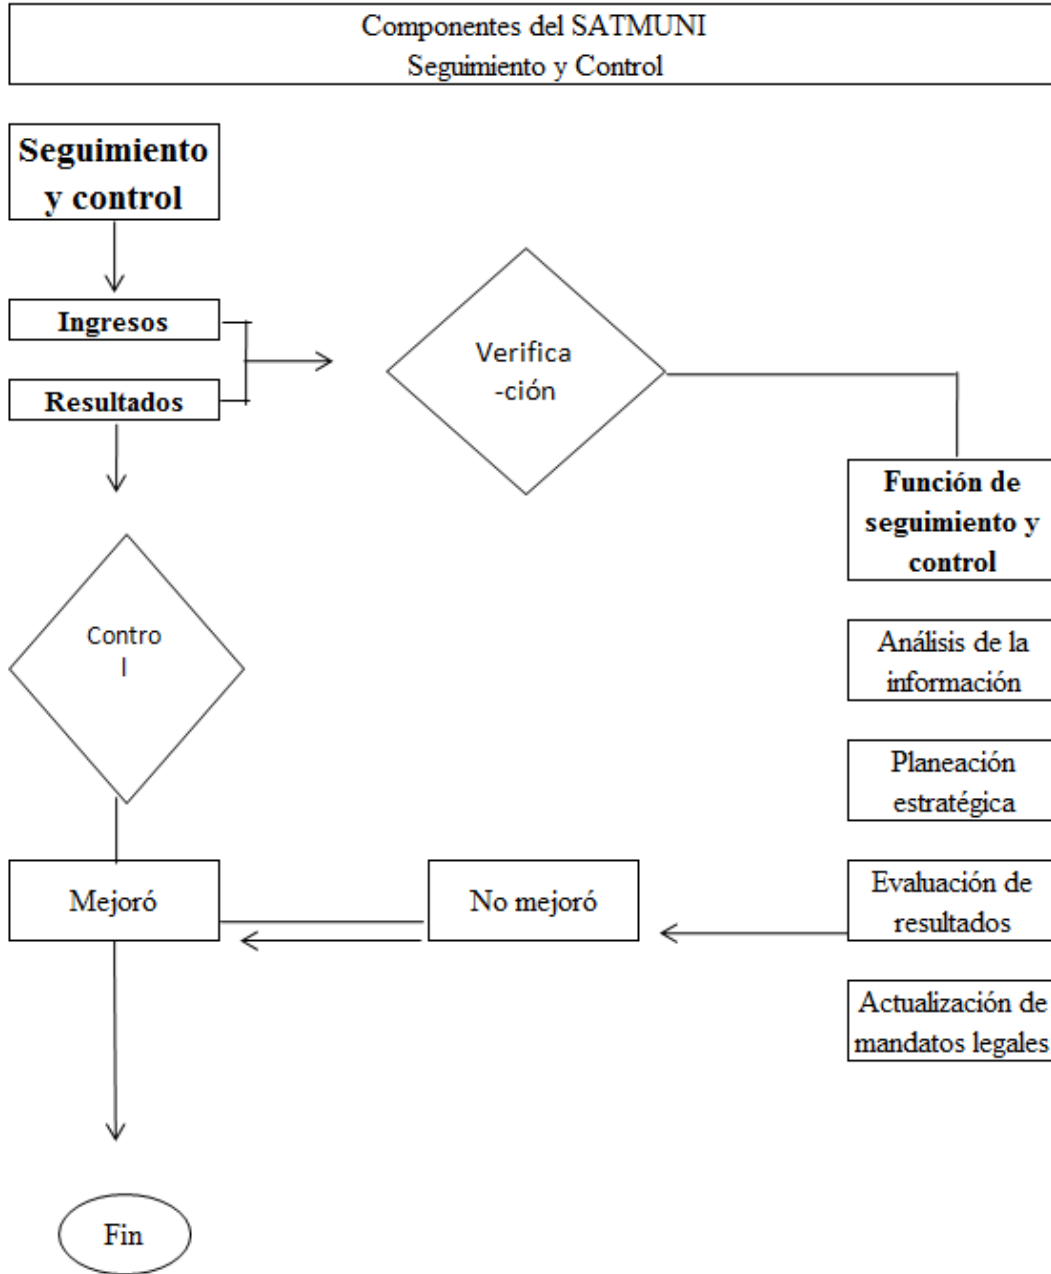 Componentes del SATMUNI
Seguimiento y Control
Seguimiento
y control
Ingresos
Resultados
Verifica
-ción
Función de
seguimiento y
control
Contro
l
Análisis de la
información
Planeación
estratégica
Mejoró
No mejoró
Evaluación de
resultados
Actualización de
mandatos legales
Fin